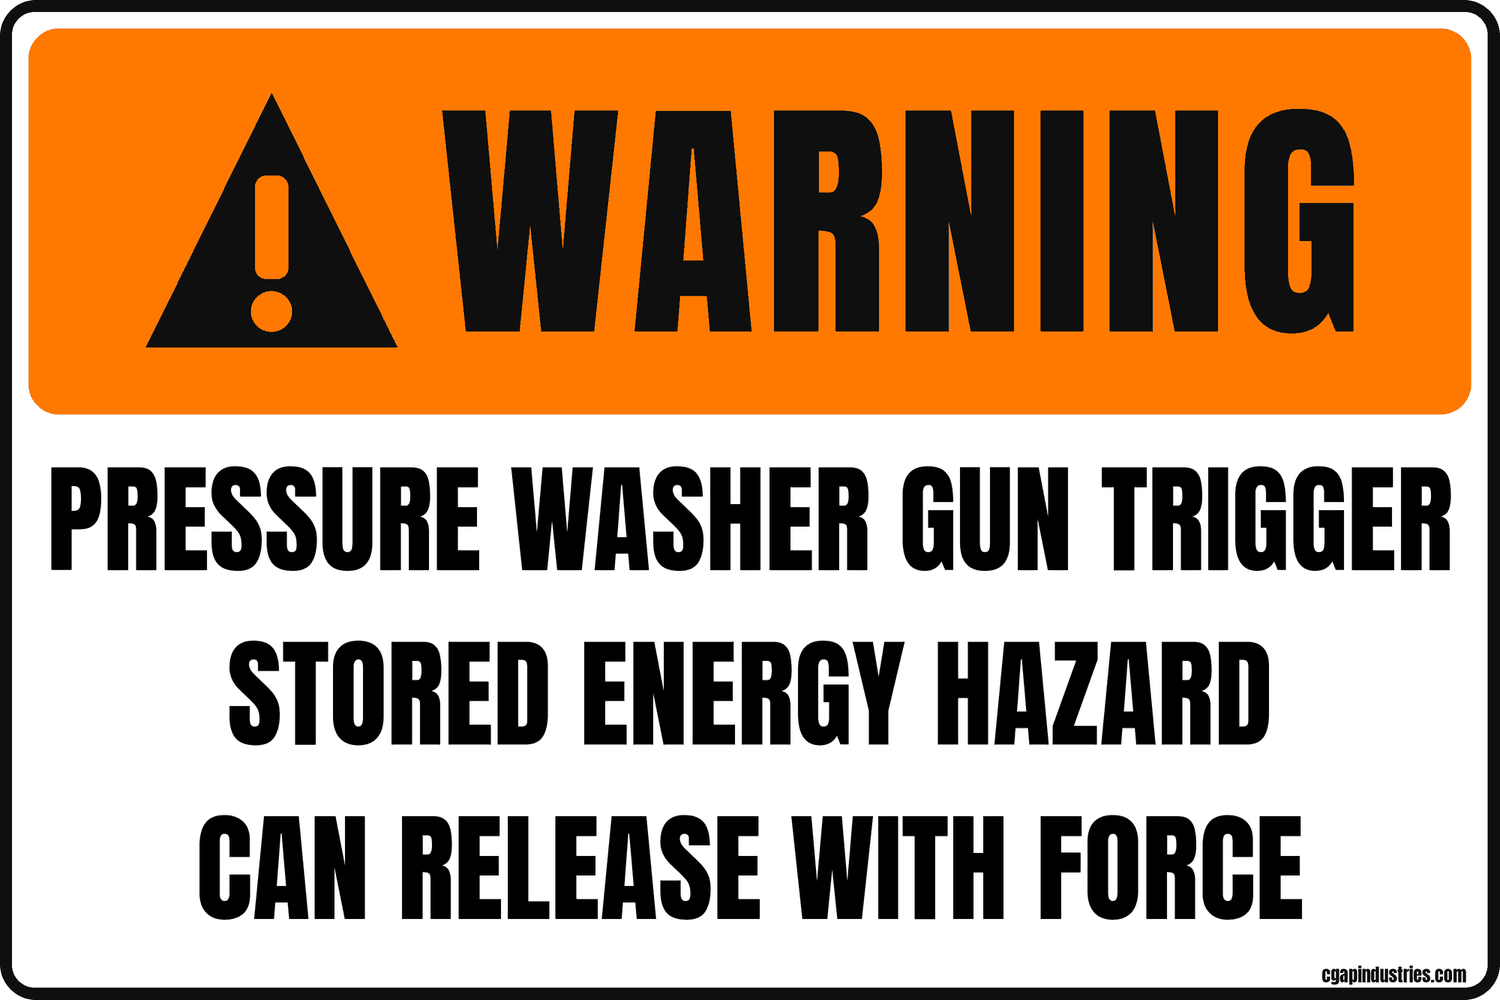 WARNING
PRESSURE WASHER GUN TRIGGER
STORED ENERGY HAZARD
CAN RELEASE WITH FORCE
cgapindustries.com